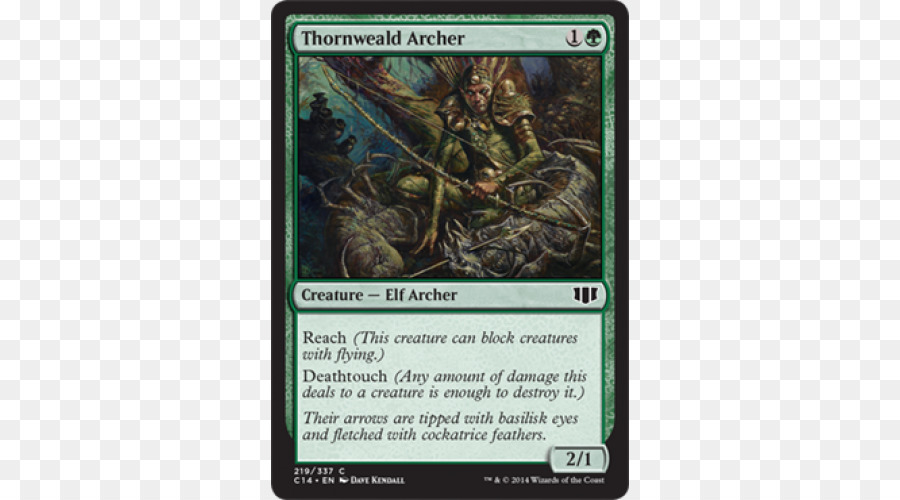 Thornweald Archer 1
Creature — Elf Archer
Reach (This creature can block creatures
with flying.)
Deathtouch (Any amount of damage this
deals to a creature is enough to destroy it.)
Their arrows are tipped with basilisk eyes
and fletched with cockatrice feathers.
2/1
219/337 C
C14 • EN Dave Kendall ™ & © 2014 Wizards of the Coast